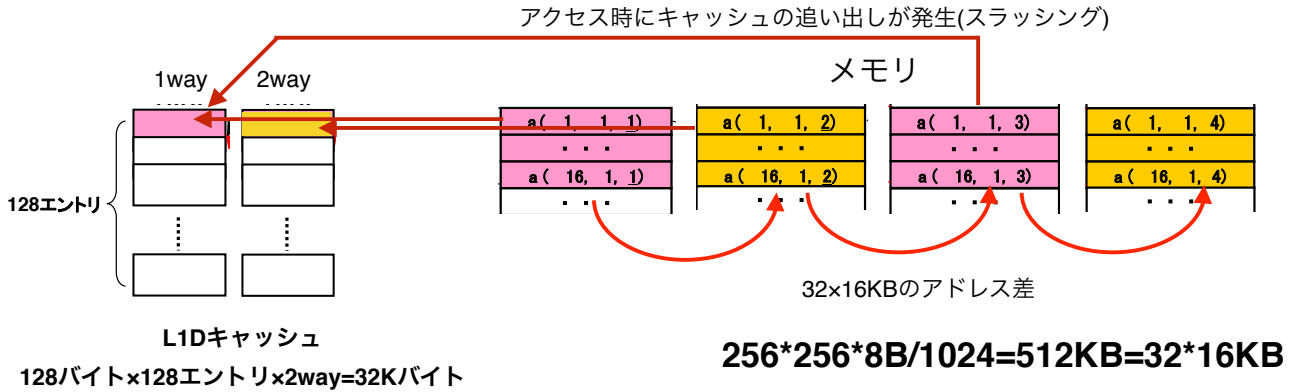 アクセス時にキャッシュの追い出しが発生(スラッシング)
1way 2way
メモリ
a( 1, 1, 1) a( 1, 1, 2) a( 1, 1, 3) a( 1, 1, 4)
・・・ ・・・ ・・・ ・・・
a( 16, 1, 1) a( 16, 1, 2) a( 16, 1, 3) a( 16, 1, 4)
・・・ ・・・ ・・・ ・・・
128エントリ
32×16KBのアドレス差
L1Dキャッシュ
128バイト×128エントリ×2way=32Kバイト
256*256*8B/1024=512KB=32*16KB